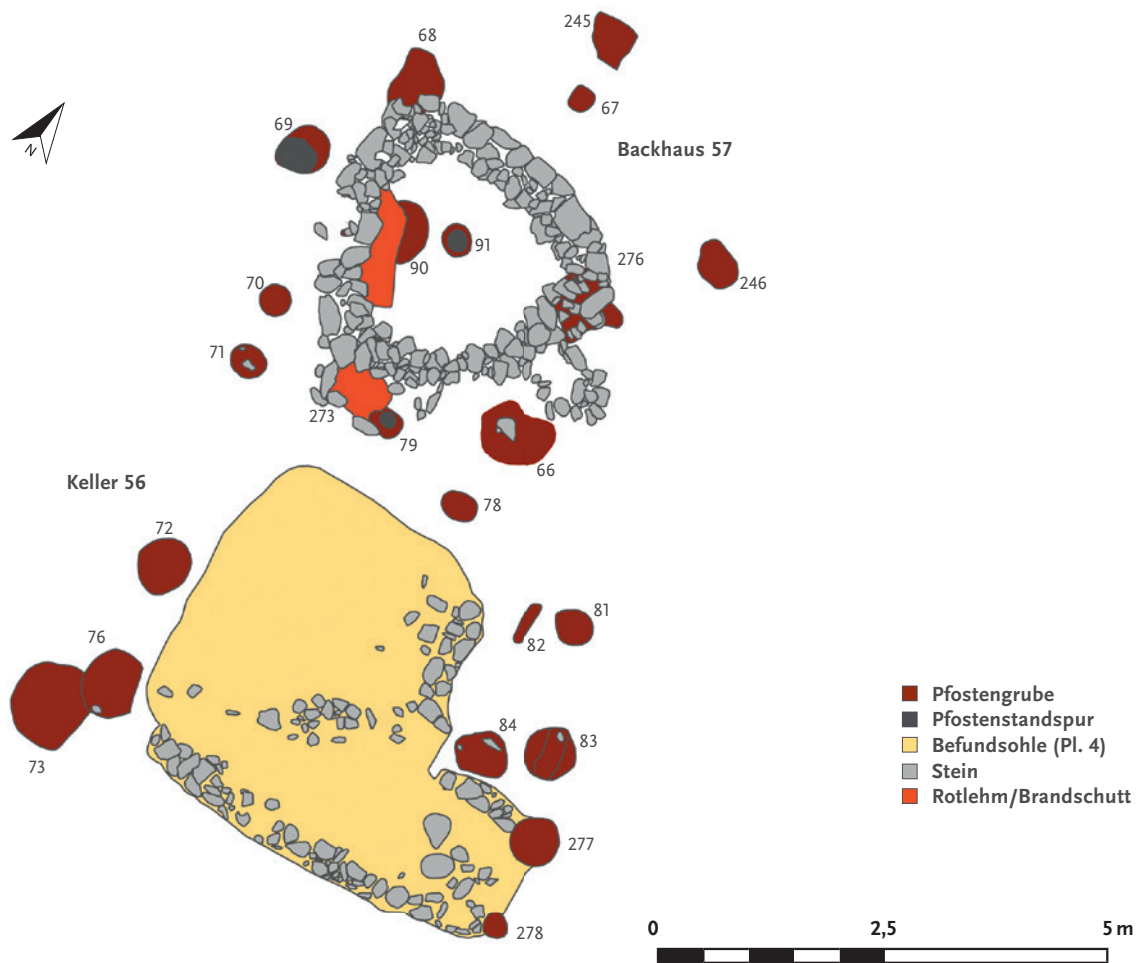 245
68
67
69
Backhaus 57
N
276
91
90
246
70
71
273
79
66
Keller 56
78
72
81
82
76
84
83
73
277
278
Pfostengrube
Pfostenstandspur
Befundsohle (Pl. 4)
Stein
Rotlehm/Brandschutt
0 2,5 5 m